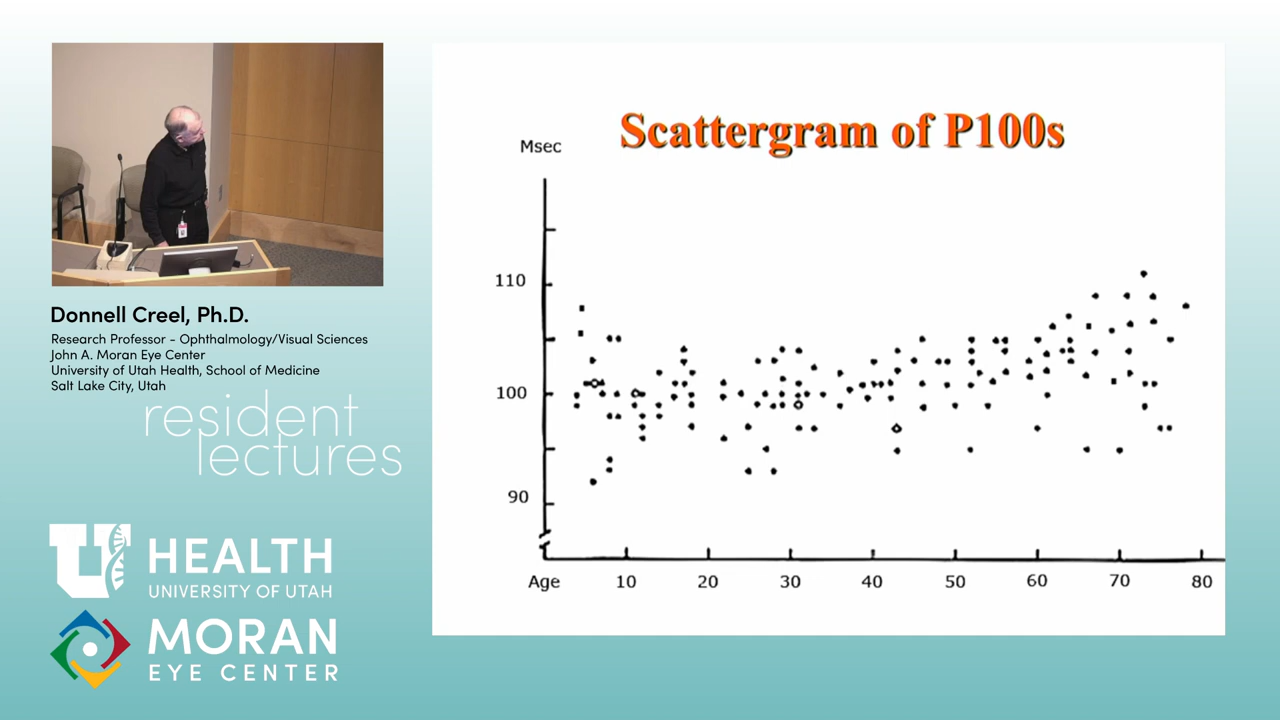 Donnell Creel, Ph.D.
Research Professor - Ophthalmology/Visual Sciences
John A. Moran Eye Center
University of Utah Health, School of Medicine
Salt Lake City, Utah
resident
lectures
U HEALTH
UNIVERSITY OF UTAH
MORAN
EYE CENTER
Scattergram of P100s
Msec
110
100
90
Age 10 20 30 40 50 60 70 80